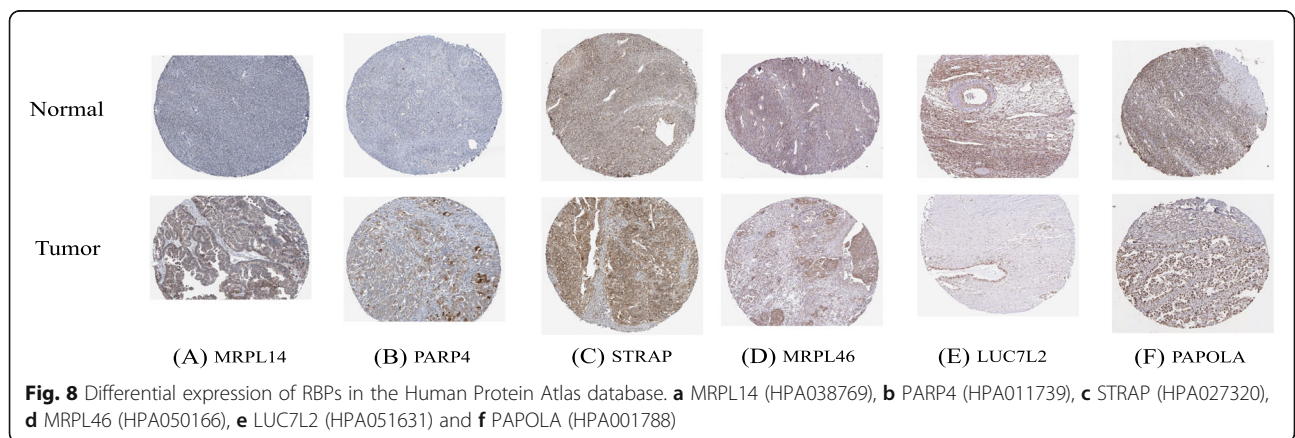 Normal
Tumor
(A) MRPL14 (B) PARP4 (C) STRAP (D) MRPL46 (E) LUC7L2 (F) PAPOLA
Fig. 8 Differential expression of RBPs in the Human Protein Atlas database. a MRPL14 (HPA038769), b PARP4 (HPA011739), c STRAP (HPA027320),
d MRPL46 (HPA050166), e LUC7L2 (HPA051631) and f PAPOLA (HPA001788)